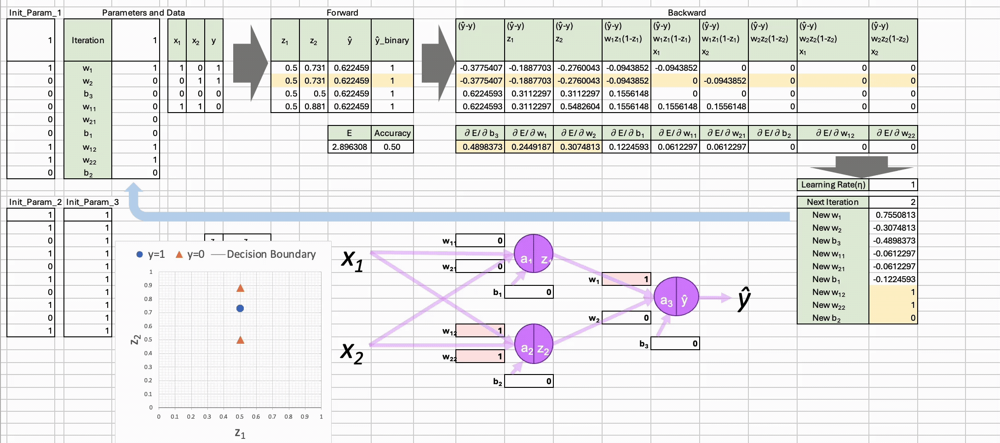 Init_Param_1 Parameters and Data Forward Backward
1 Iteration 1 x₁ x₂ y z₁ z₂ ŷ ŷ_binary
(ŷ-y)
(ŷ-y) z₁
(ŷ-y) z₂
(ŷ-y) w₁z₁(1-z₁)
(ŷ-y) w₁z₁(1-z₁) x₁
(ŷ-y) w₁z₁(1-z₁) x₂
(ŷ-y) w₂z₂(1-z₂)
(ŷ-y) w₂z₂(1-z₂) x₁
(ŷ-y) w₂z₂(1-z₂) x₂
1 w₁ 1 1 0 1 0.5 0.731 0.622459 1 -0.3775407 -0.1887703 -0.2760043 -0.0943852 -0.0943852 0 0 0 0
0 w₂ 0 0 1 1 0.5 0.731 0.622459 1 -0.3775407 -0.1887703 -0.2760043 -0.0943852 0 -0.0943852 0 0 0
0 b₃ 0 0 0 0 0.5 0.5 0.622459 1 0.6224593 0.3112297 0.3112297 0.1556148 0 0 0 0 0
0 w₁₁ 0 1 1 0 0.5 0.881 0.622459 1 0.6224593 0.3112297 0.5482604 0.1556148 0.1556148 0.1556148 0 0 0
0 w₂₁ 0
0 b₁ 0 E Accuracy ∂E/∂b₃ ∂E/∂w₁ ∂E/∂w₂ ∂E/∂b₁ ∂E/∂w₁₁ ∂E/∂w₂₁ ∂E/∂b₂ ∂E/∂w₁₂ ∂E/∂w₂₂
1 w₁₂ 1 2.896308 0.50 0.4898373 0.2449187 0.3074813 0.1224593 0.0612297 0.0612297 0 0 0
1 w₂₂ 1
0 b₂ 0
Learning Rate(η) 1
Init_Param_2 Init_Param_3
1 1
1 1
0 1
1 1
0 1
1 1
0 1
1 1
0 1
1 1
Next Iteration 2
New w₁ 0.7550813
New w₂ -0.3074813
New b₃ -0.4898373
New w₁₁ -0.0612297
New w₂₁ -0.0612297
New b₁ -0.1224593
New w₁₂ 1
New w₂₂ 1
New b₂ 0
y=1 y=0 Decision Boundary
1
0.9
0.8
0.7
0.6
0.5
0.4
0.3
0.2
0.1
0
z₂
0 0.1 0.2 0.3 0.4 0.5 0.6 0.7 0.8 0.9 1
z₁
x₁
x₂
w₁₁ 0
w₂₁ 0
b₁ 0
a₁ z₁
w₁₂ 1
w₂₂ 1
b₂ 0
a₂ z₂
w₁ 1
w₂ 0
b₃ 0
a₃ ŷ
ŷ